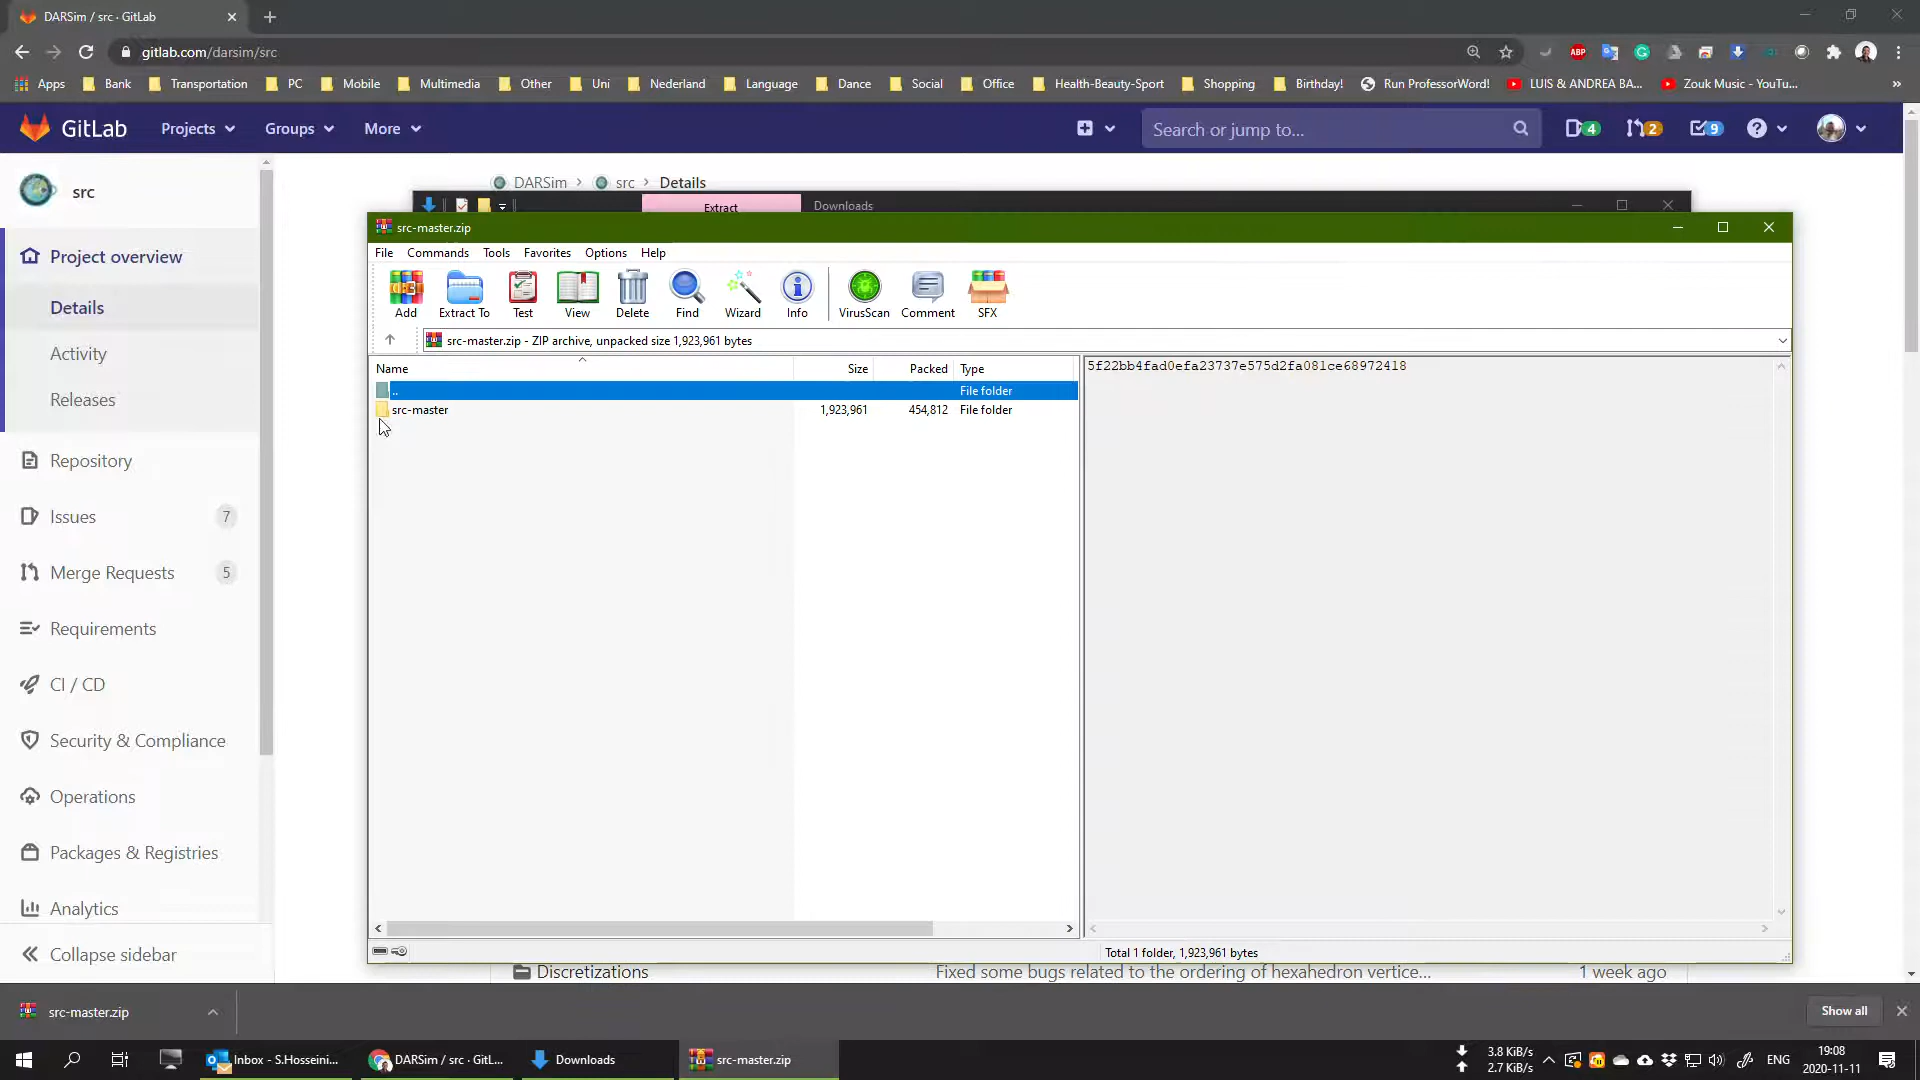 DARSim / src · GitLab
gitlab.com/darsim/src
Apps Bank Transportation PC Mobile Multimedia Other Uni Nederland Language Dance Social Office Health-Beauty-Sport Shopping Birthday! Run ProfessorWord! LUIS & ANDREA BA... Zouk Music - YouTu... »
GitLab Projects Groups More Search or jump to... 4 2 9
src
DARSim > src > Details
Extract Downloads
src-master.zip
File Commands Tools Favorites Options Help
Add Extract To Test View Delete Find Wizard Info VirusScan Comment SFX
src-master.zip - ZIP archive, unpacked size 1,923,961 bytes
Name Size Packed Type
5f22bb4fad0efa23737e575d2fa081ce68972418
.. File folder
src-master 1,923,961 454,812 File folder
Project overview
Details
Activity
Releases
Repository
Issues 7
Merge Requests 5
Requirements
CI / CD
Security & Compliance
Operations
Packages & Registries
Analytics
Collapse sidebar
Total 1 folder, 1,923,961 bytes
Discretizations Fixed some bugs related to the ordering of hexahedron vertice... 1 week ago
src-master.zip
Show all
Inbox - S.Hosseini... DARSim / src · GitL... Downloads src-master.zip
3.8 KiB/s
2.7 KiB/s
ENG
19:08
2020-11-11